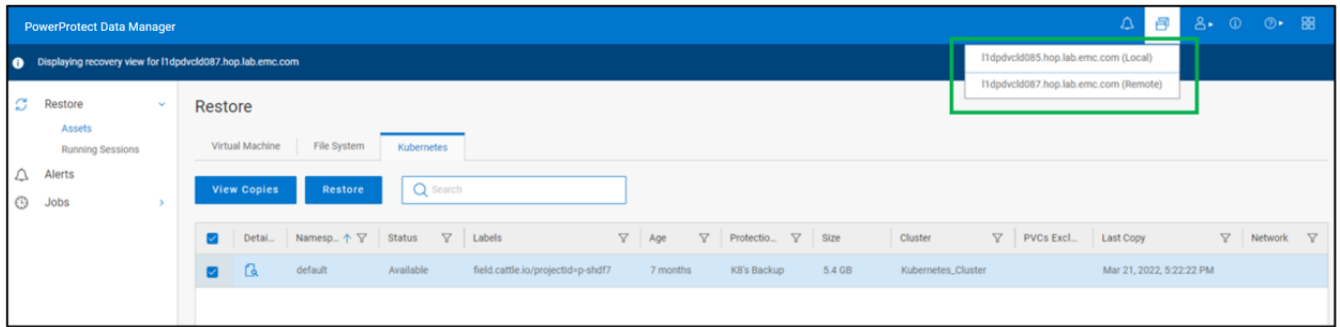 PowerProtect Data Manager
Displaying recovery view for l1dpdvcld087.hop.lab.emc.com
l1dpdvcld085.hop.lab.emc.com (Local)
l1dpdvcld087.hop.lab.emc.com (Remote)
Restore
Assets
Running Sessions
Alerts
Jobs
Restore
Virtual Machine File System Kubernetes
View Copies Restore Search
Detai... Namesp... Status Labels Age Protectio... Size Cluster PVCs Excl... Last Copy Network
default Available field.cattle.io/projectId=p-shdf7 7 months K8's Backup 5.4 GB Kubernetes_Cluster Mar 21, 2022, 5:22:22 PM